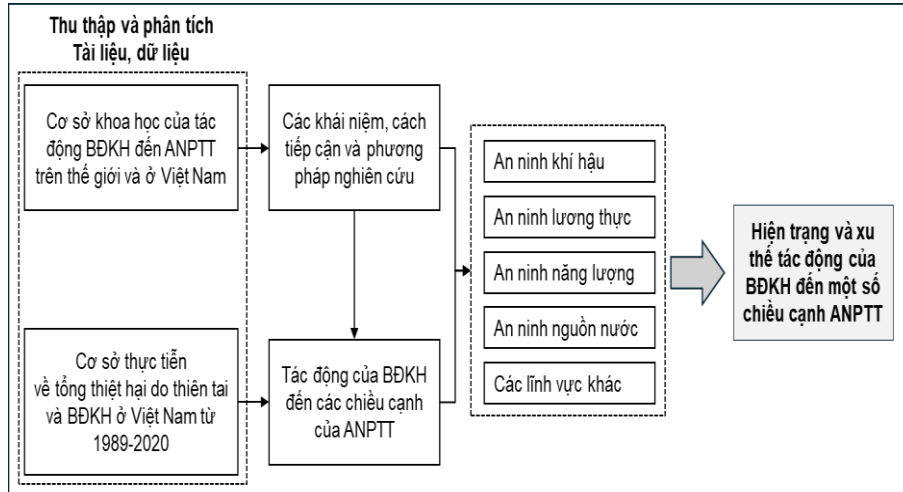 Thu thập và phân tích
Tài liệu, dữ liệu
Cơ sở khoa học của tác
động BĐKH đến ANPTT
trên thế giới và ở Việt Nam
Các khái niệm, cách
tiếp cận và phương
pháp nghiên cứu
Cơ sở thực tiễn
về tổng thiệt hại do thiên tai
và BĐKH ở Việt Nam từ
1989-2020
Tác động của BĐKH
đến các chiều cạnh
của ANPTT
An ninh khí hậu
An ninh lương thực
An ninh năng lượng
An ninh nguồn nước
Các lĩnh vực khác
Hiện trạng và xu
thế tác động của
BĐKH đến một số
chiều cạnh ANPTT